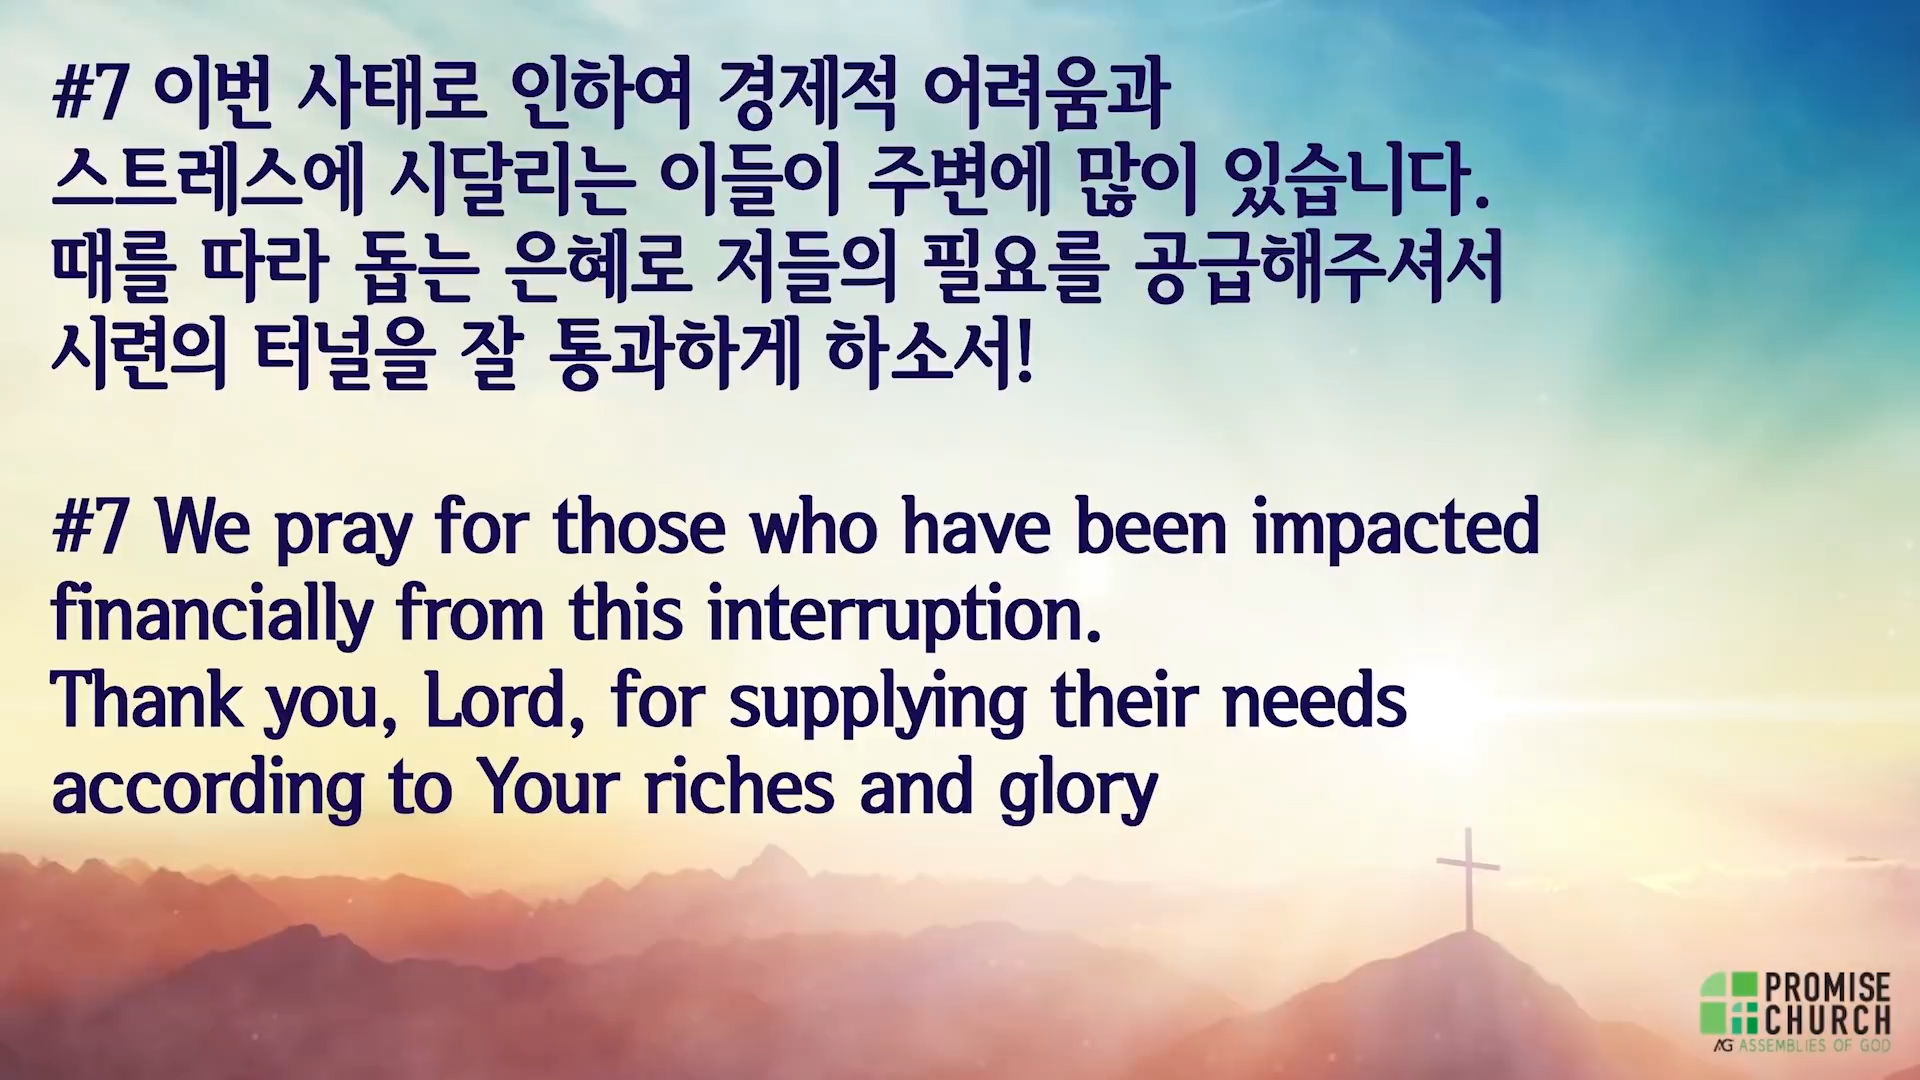 #7 이번 사태로 인하여 경제적 어려움과
스트레스에 시달리는 이들이 주변에 많이 있습니다.
때를 따라 돕는 은혜로 저들의 필요를 공급해주셔서
시련의 터널을 잘 통과하게 하소서!
#7 We pray for those who have been impacted
financially from this interruption.
Thank you, Lord, for supplying their needs
according to Your riches and glory
PROMISE
CHURCH
AG ASSEMBLIES OF GOD